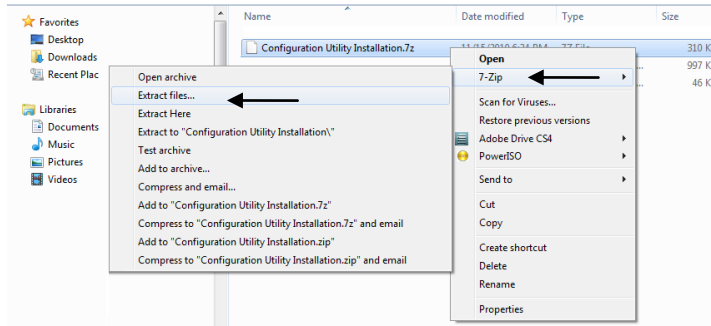 Favorites
Desktop
Downloads
Recent Plac
Libraries
Documents
Music
Pictures
Videos
Name Date modified Type Size
Configuration Utility Installation.7z 310 K
997 K
46 K
Open
7-Zip
Scan for Viruses...
Restore previous versions
Adobe Drive CS4
PowerISO
Send to
Cut
Copy
Create shortcut
Delete
Rename
Properties
Open archive
Extract files...
Extract Here
Extract to "Configuration Utility Installation\"
Test archive
Add to archive...
Compress and email...
Add to "Configuration Utility Installation.7z"
Compress to "Configuration Utility Installation.7z" and email
Add to "Configuration Utility Installation.zip"
Compress to "Configuration Utility Installation.zip" and email